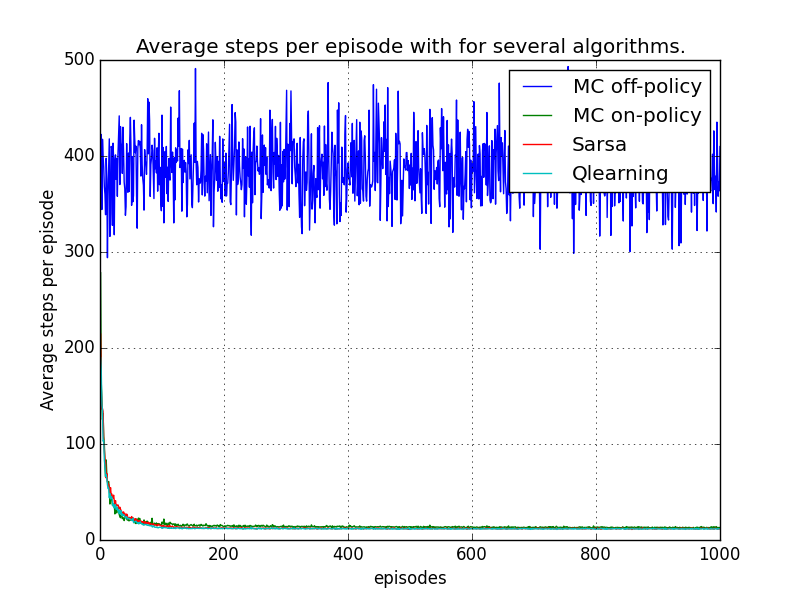 Average steps per episode with for several algorithms.
Average steps per episode
500
400
300
200
100
0
MC off-policy
MC on-policy
Sarsa
Qlearning
0 200 400 600 800 1000
episodes